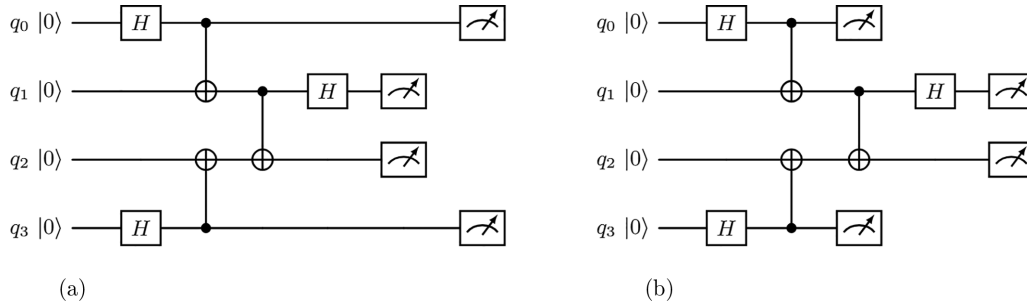 q₀ |0⟩ H q₀ |0⟩ H
q₁ |0⟩ H q₁ |0⟩ H
q₂ |0⟩ q₂ |0⟩
q₃ |0⟩ H q₃ |0⟩ H
(a) (b)